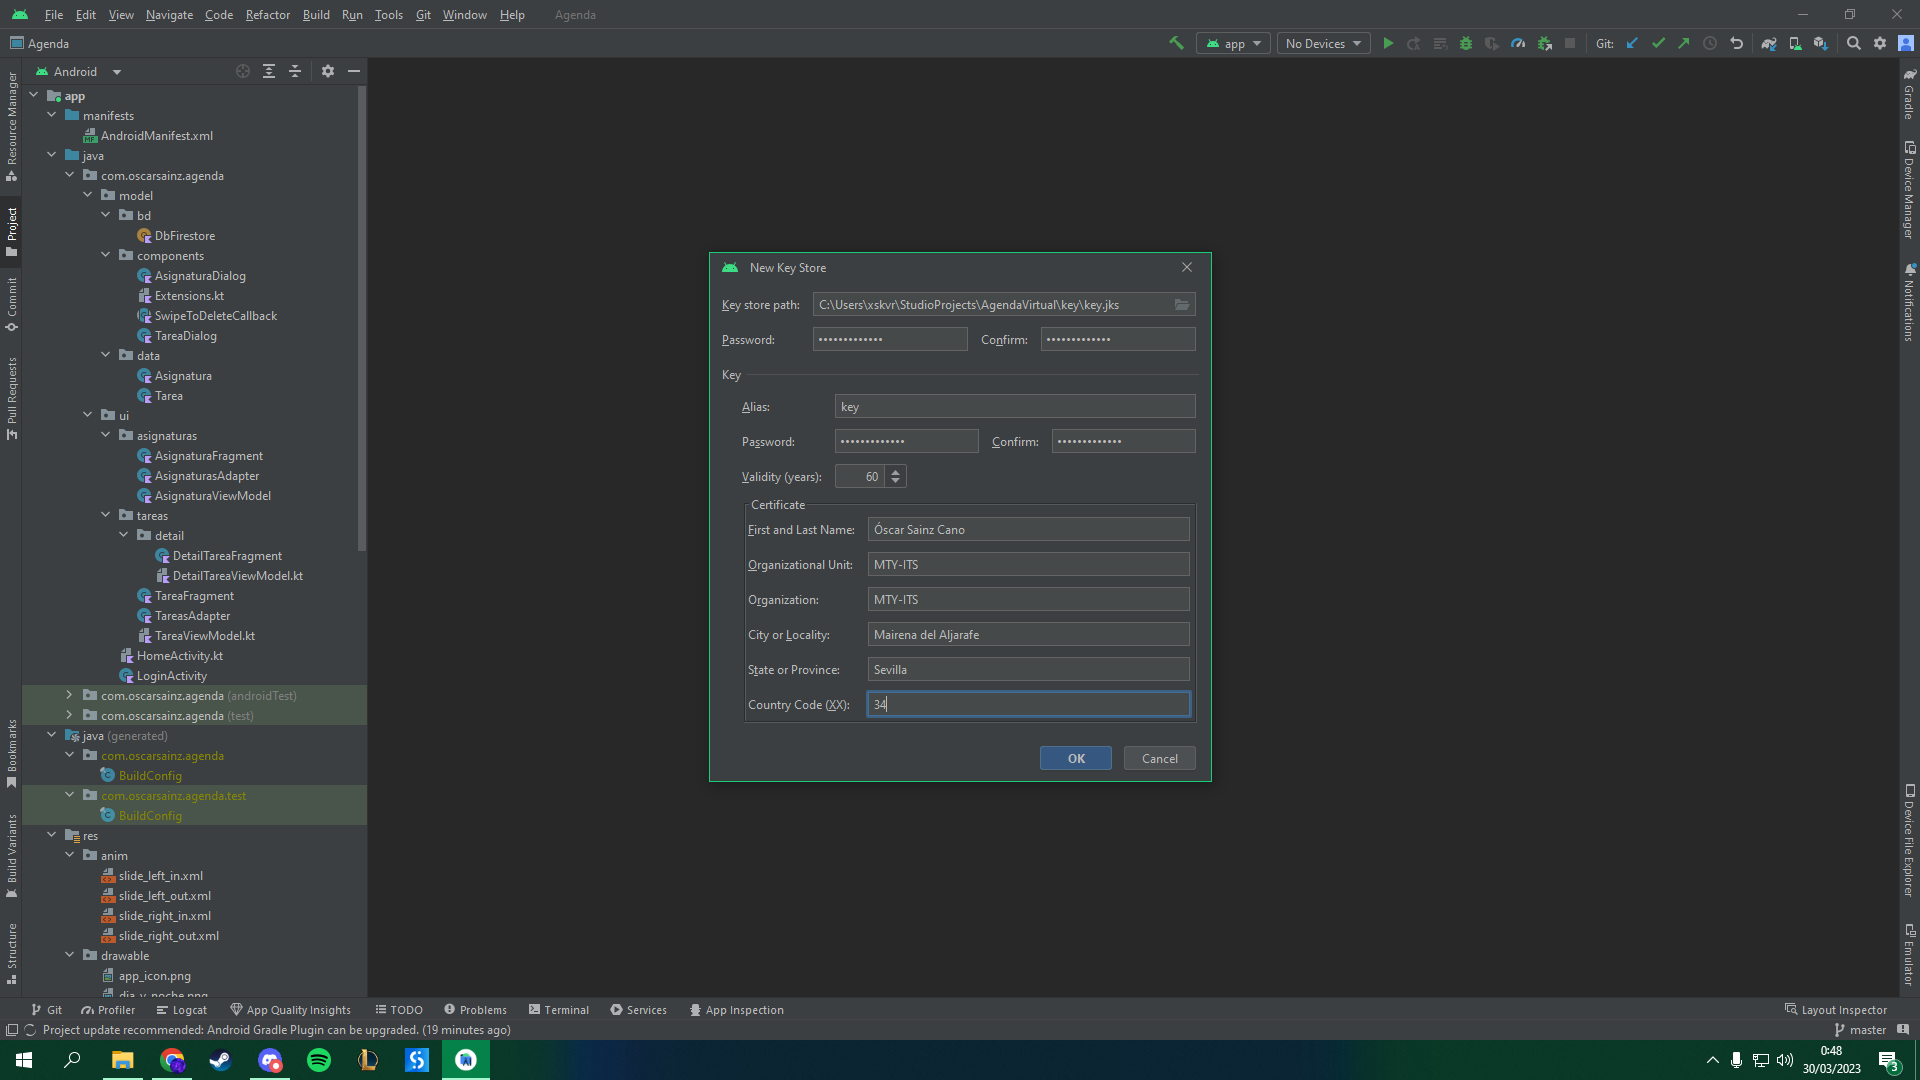 File Edit View Navigate Code Refactor Build Run Tools Git Window Help Agenda
Agenda
app No Devices Git:
Android
app
manifests
AndroidManifest.xml
java
com.oscarsainz.agenda
model
bd
DbFirestore
components
AsignaturaDialog
Extensions.kt
SwipeToDeleteCallback
TareaDialog
data
Asignatura
Tarea
ui
asignaturas
AsignaturaFragment
AsignaturasAdapter
AsignaturaViewModel
tareas
detail
DetailTareaFragment
DetailTareaViewModel.kt
TareaFragment
TareasAdapter
TareaViewModel.kt
HomeActivity.kt
LoginActivity
com.oscarsainz.agenda (androidTest)
com.oscarsainz.agenda (test)
java (generated)
com.oscarsainz.agenda
BuildConfig
com.oscarsainz.agenda.test
BuildConfig
res
anim
slide_left_in.xml
slide_left_out.xml
slide_right_in.xml
slide_right_out.xml
drawable
app_icon.png
dia_y_noche.png
Resource Manager
Project
Commit
Pull Requests
Bookmarks
Build Variants
Structure
New Key Store
Key store path: C:\Users\xskvr\StudioProjects\AgendaVirtual\key\key.jks
Password: ••••••••••••• Confirm: •••••••••••••
Key
Alias: key
Password: ••••••••••••• Confirm: •••••••••••••
Validity (years): 60
Certificate
First and Last Name: Óscar Sainz Cano
Organizational Unit: MTY-ITS
Organization: MTY-ITS
City or Locality: Mairena del Aljarafe
State or Province: Sevilla
Country Code (XX): 34
OK Cancel
Gradle
Device Manager
Notifications
Device File Explorer
Emulator
Git Profiler Logcat App Quality Insights TODO Problems Terminal Services App Inspection Layout Inspector
Project update recommended: Android Gradle Plugin can be upgraded. (19 minutes ago) master
0:48
30/03/2023
3